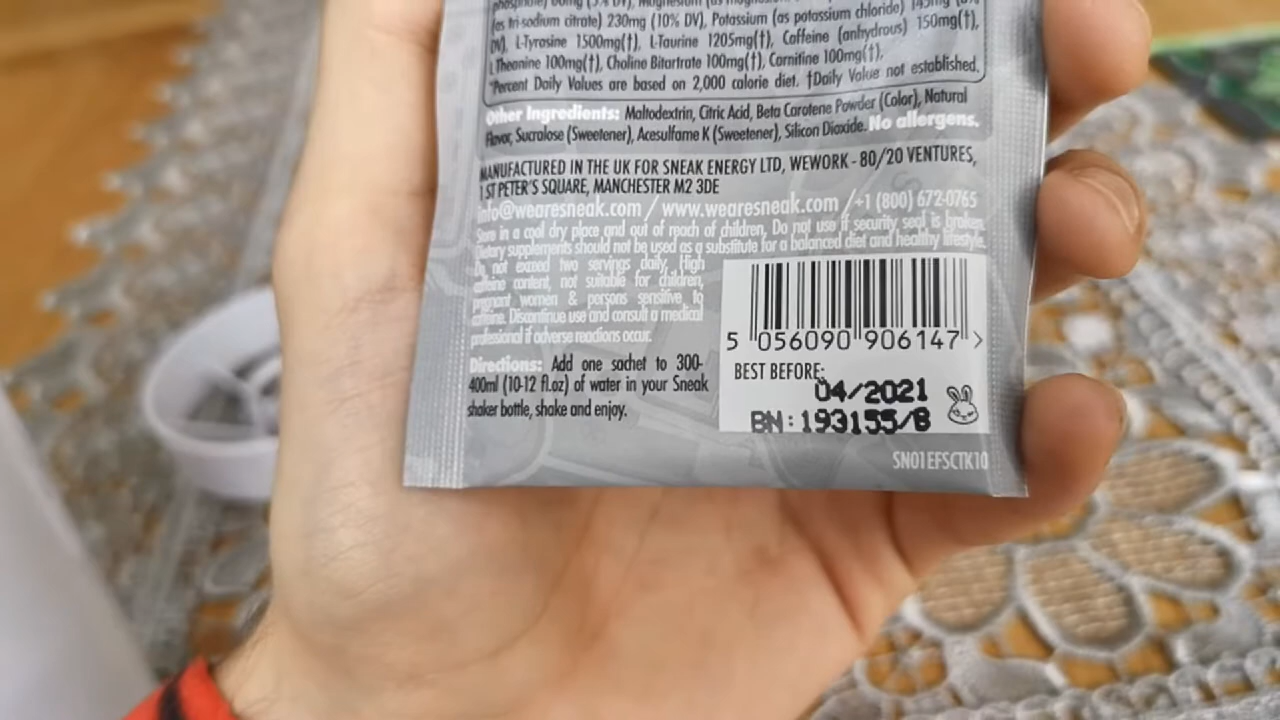 phosphate) 60mg (5% DV), Magnesium (as magnesium
(as tri-sodium citrate) 230mg (10% DV), Potassium (as potassium chloride) 145mg
DV), L-Tyrosine 1500mg(†), L-Taurine 1205mg(†), Caffeine (anhydrous) 150mg(†),
L Theanine 100mg(†), Choline Bitartrate 100mg(†), Carnitine 100mg(†),
*Percent Daily Values are based on 2,000 calorie diet. †Daily Value not established.
Other Ingredients: Maltodextrin, Citric Acid, Beta Carotene Powder (Color), Natural
Flavor, Sucralose (Sweetener), Acesulfame K (Sweetener), Silicon Dioxide. No allergens.
MANUFACTURED IN THE UK FOR SNEAK ENERGY LTD, WEWORK - 80/20 VENTURES,
1 ST PETER'S SQUARE, MANCHESTER M2 3DE
info@wearesneak.com / www.wearesneak.com / +1 (800) 672-0765
Store in a cool dry place and out of reach of children. Do not use if security seal is broken.
Dietary supplements should not be used as a substitute for a balanced diet and healthy lifestyle.
Do not exceed two servings daily. High
caffeine content, not suitable for children,
pregnant women & persons sensitive to
caffeine. Discontinue use and consult a medical
professional if adverse reactions occur.
Directions: Add one sachet to 300-
400ml (10-12 fl.oz) of water in your Sneak
shaker bottle, shake and enjoy.
5 056090 906147 >
BEST BEFORE:
04/2021
BN:193155/B
SN01EFSCTK10